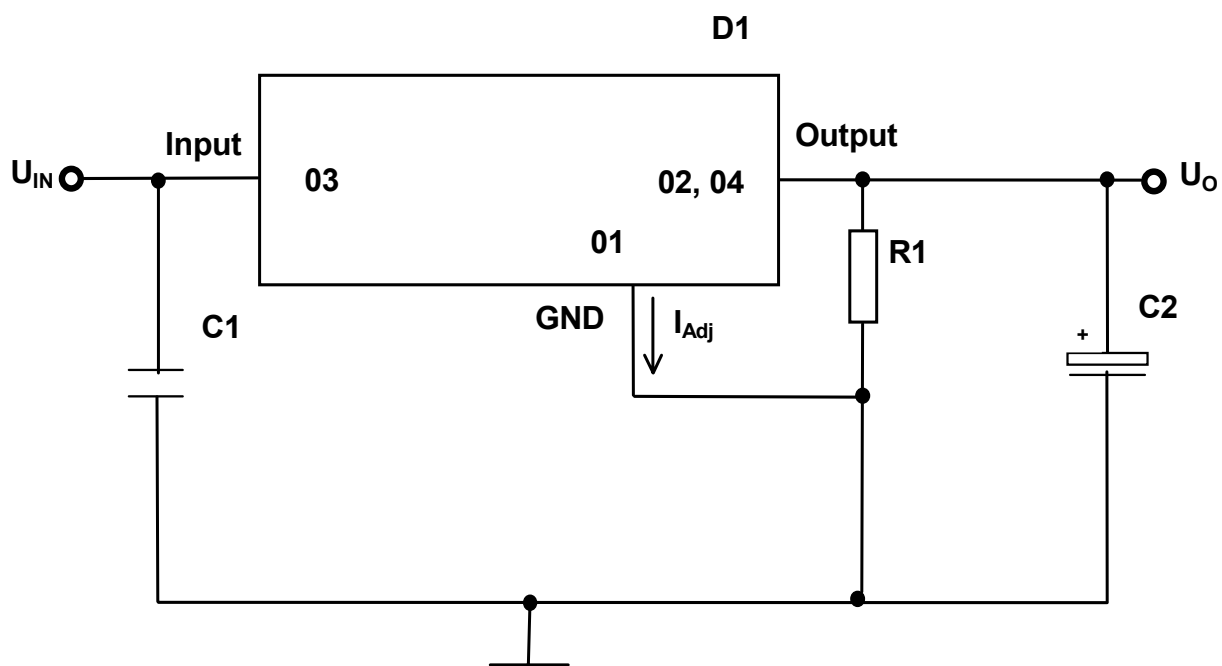 D1
Input
Output
U_IN
03
02, 04
U_O
01
R1
GND
I_Adj
C1
C2
+